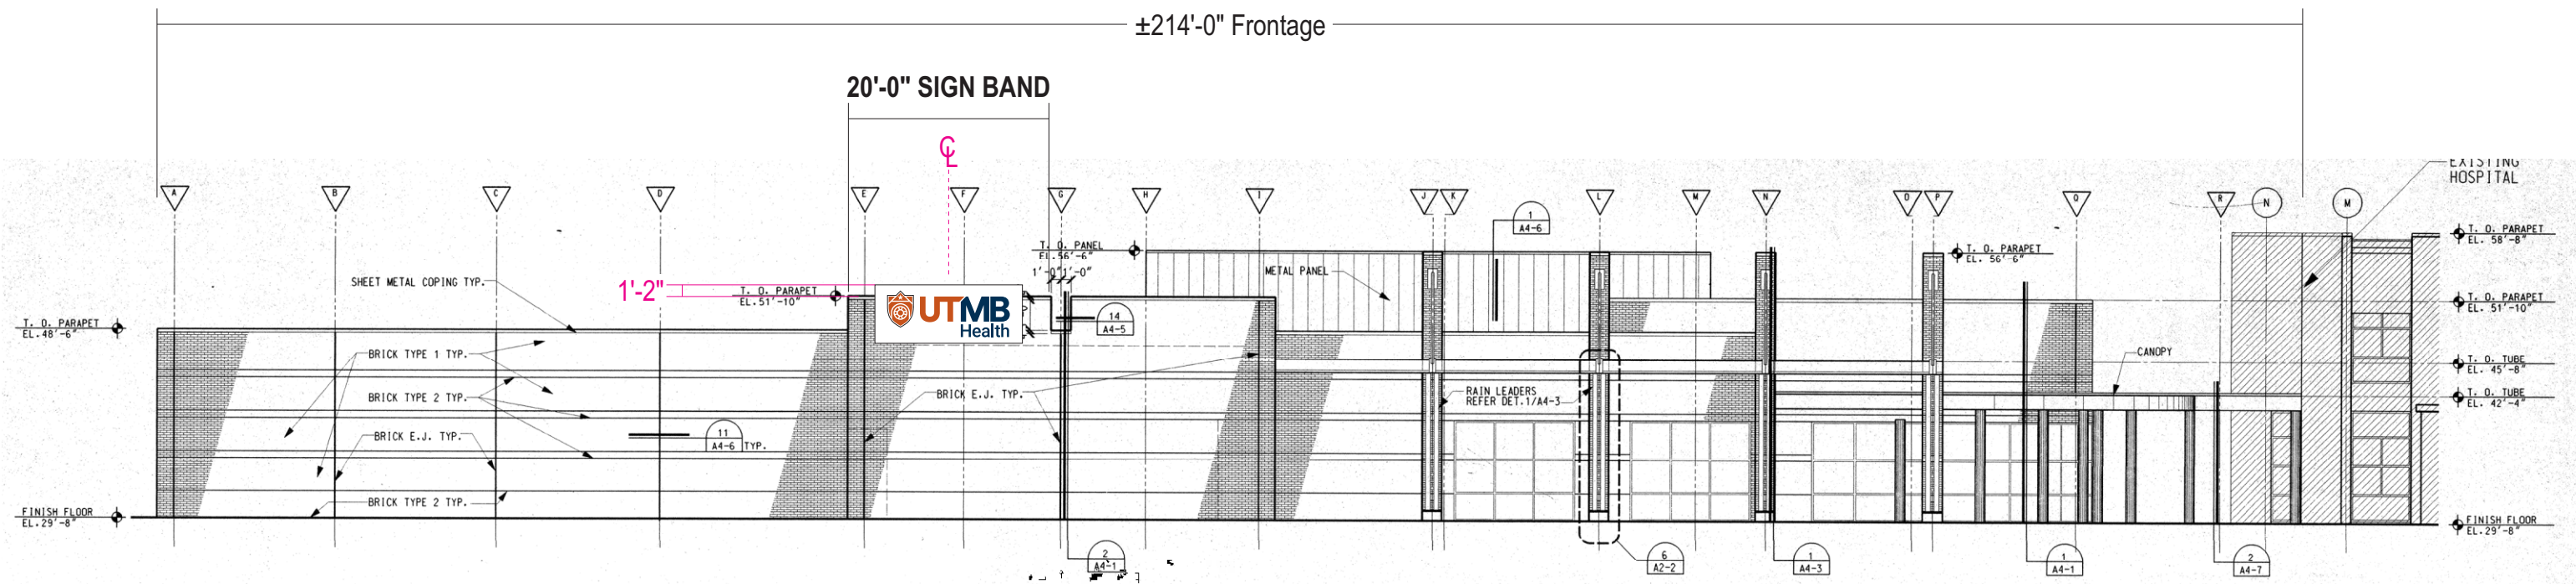 ±214'-0" Frontage
20'-0" SIGN BAND
CL
EXISTING
HOSPITAL
A
B
C
D
E
F
G
H
I
J
K
L
M
N
O
P
Q
R
N
M
1
A4-6
T. O. PARAPET
EL. 58'-8"
T. O. PANEL
EL.56'-6"
T. O. PARAPET
EL. 56'-6"
METAL PANEL
1'-0"
1'-0"
SHEET METAL COPING TYP.
1'-2"
T. O. PARAPET
EL.51'-10"
T. O. PARAPET
EL. 51'-10"
UTMB
Health
14
A4-5
T. O. PARAPET
EL.48'-6"
BRICK TYPE 1 TYP.
CANOPY
T. O. TUBE
EL. 45'-8"
BRICK TYPE 2 TYP.
BRICK E.J. TYP.
RAIN LEADERS
REFER DET.1/A4-3
T. O. TUBE
EL. 42'-4"
BRICK E.J. TYP.
11
A4-6 TYP.
BRICK TYPE 2 TYP.
FINISH FLOOR
EL.29'-8"
FINISH FLOOR
EL.29'-8"
2
A4-1
6
A2-2
1
A4-3
1
A4-1
2
A4-7